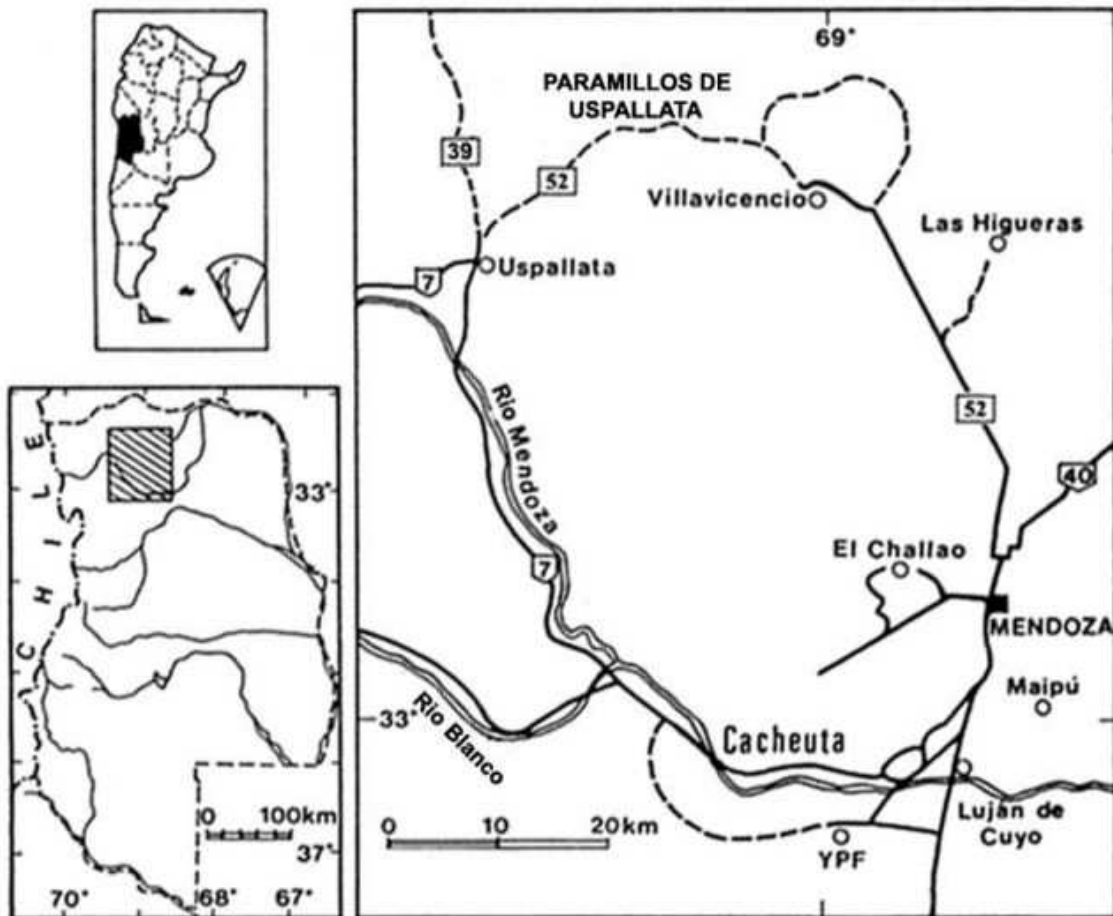 69°
PARAMILLOS DE
USPALLATA
39
52
Villavicencio
Las Higueras
7
Uspallata
Río Mendoza
52
40
7
El Challao
MENDOZA
Maipú
33°
Río Blanco
Cacheuta
0 10 20 km
Luján de
Cuyo
YPF
CHILE
33°
0 100km
37°
70° 68° 67°